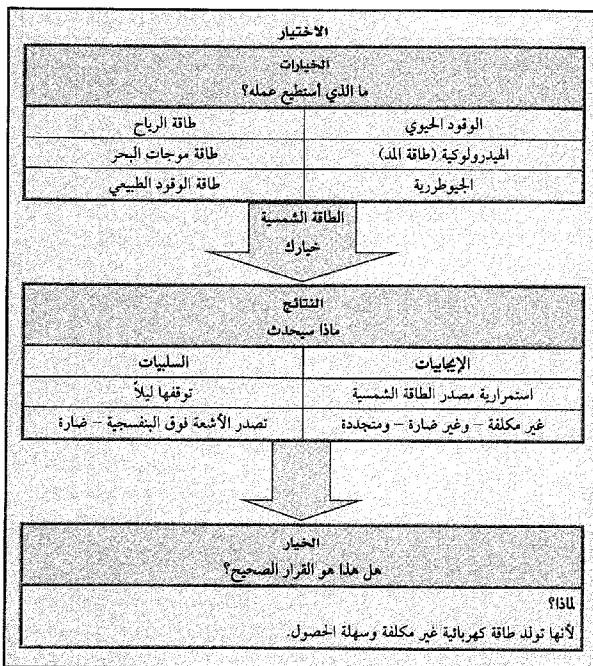 الاختيار
الخيارات
ما الذي أستطيع عمله؟
الوقود الحيوي
طاقة الرياح
الهيدرولوكية (طاقة المد)
طاقة موجات البحر
الجيوطررية
طاقة الوقود الطبيعي
الطاقة الشمسية
خيارك
النتائج
ماذا سيحدث
الإيجابيات
السلبيات
استمرارية مصدر الطاقة الشمسية
توقفها ليلاً
غير مكلفة – وغير ضارة – ومتجددة
تصدر الأشعة فوق البنفسجية – ضارة
الخيار
هل هذا هو القرار الصحيح؟
لماذا؟
لأنها تولد طاقة كهربائية غير مكلفة وسهلة الحصول.